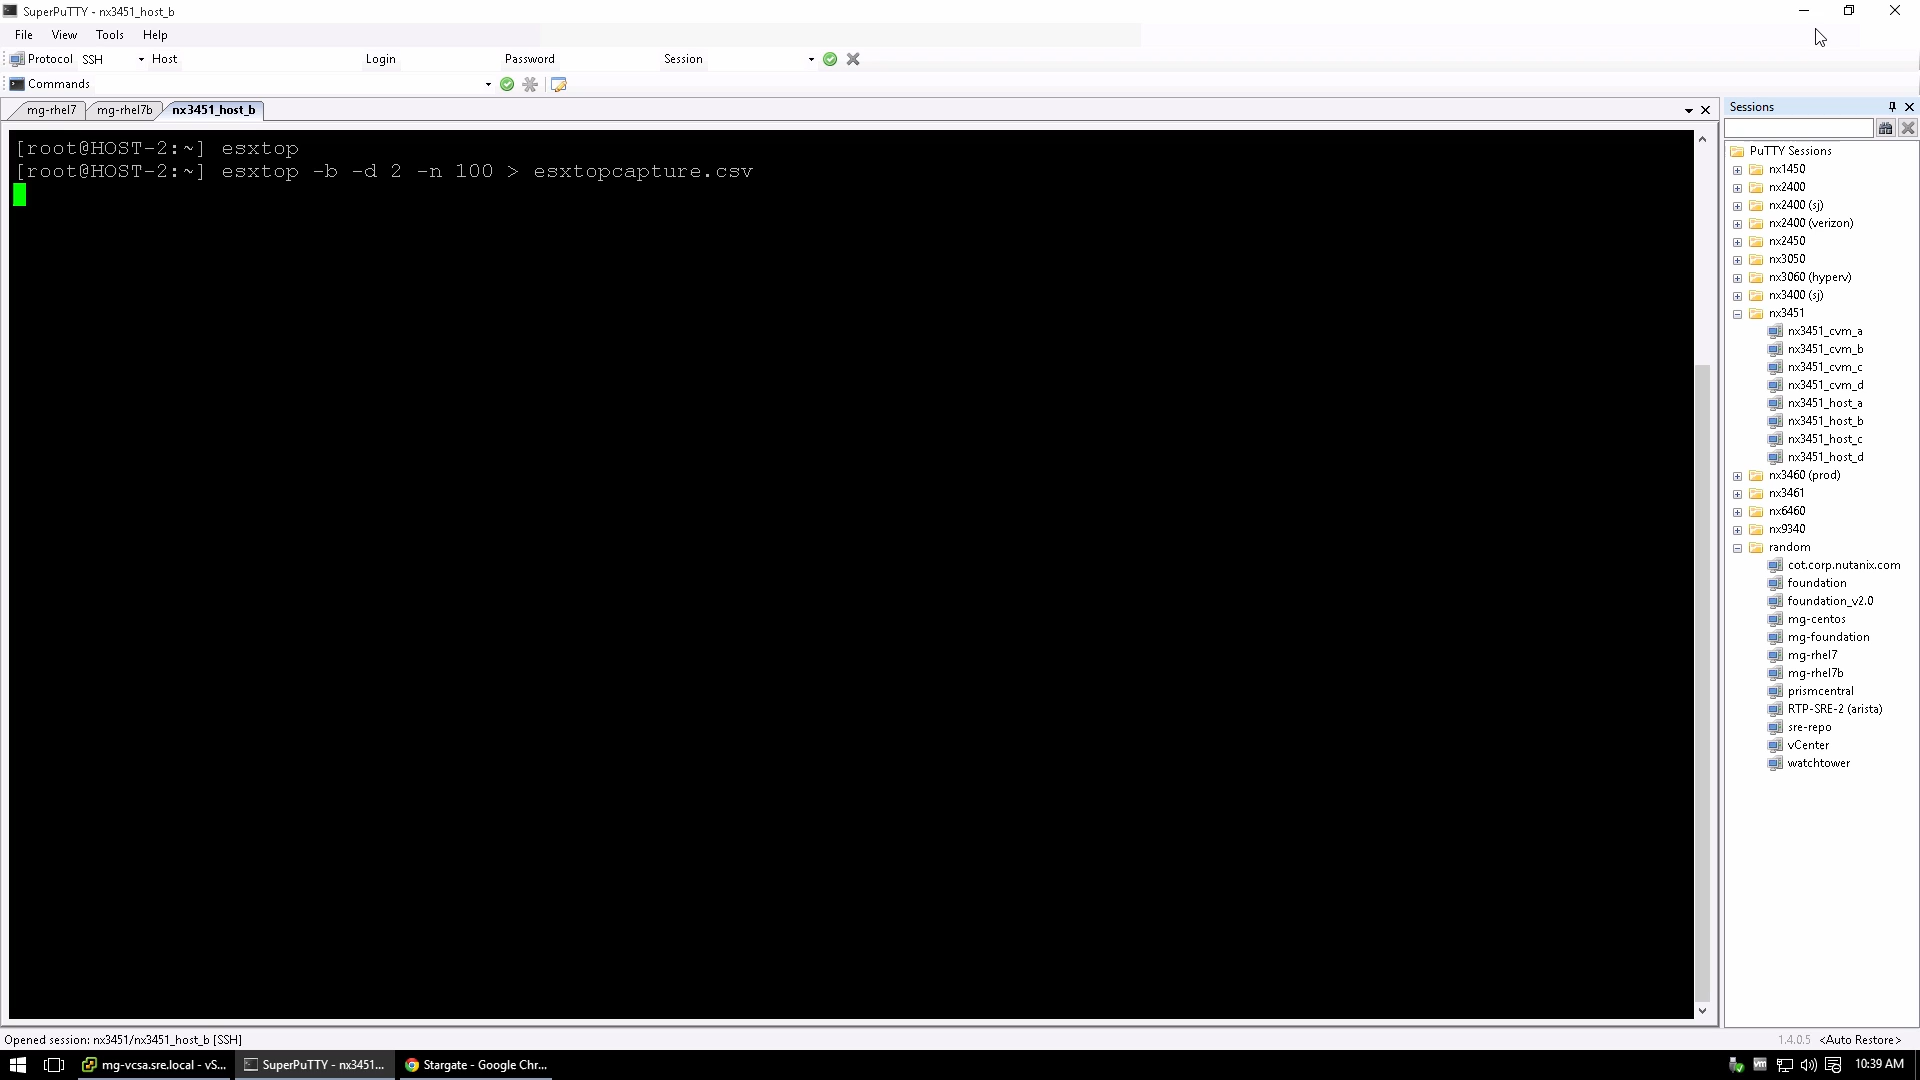 SuperPuTTY - nx3451_host_b
File View Tools Help
Protocol SSH Host Login Password Session
Commands
mg-rhel7 mg-rhel7b nx3451_host_b
[root@HOST-2:~] esxtop
[root@HOST-2:~] esxtop -b -d 2 -n 100 > esxtopcapture.csv
Sessions
PuTTY Sessions
nx1450
nx2400
nx2400 (sj)
nx2400 (verizon)
nx2450
nx3050
nx3060 (hyperv)
nx3400 (sj)
nx3451
nx3451_cvm_a
nx3451_cvm_b
nx3451_cvm_c
nx3451_cvm_d
nx3451_host_a
nx3451_host_b
nx3451_host_c
nx3451_host_d
nx3460 (prod)
nx3461
nx6460
nx9340
random
cot.corp.nutanix.com
foundation
foundation_v2.0
mg-centos
mg-foundation
mg-rhel7
mg-rhel7b
prismcentral
RTP-SRE-2 (arista)
sre-repo
vCenter
watchtower
Opened session: nx3451/nx3451_host_b [SSH]
1.4.0.5 <Auto Restore>
mg-vcsa.sre.local - vS... SuperPuTTY - nx3451... Stargate - Google Chr... vm 10:39 AM